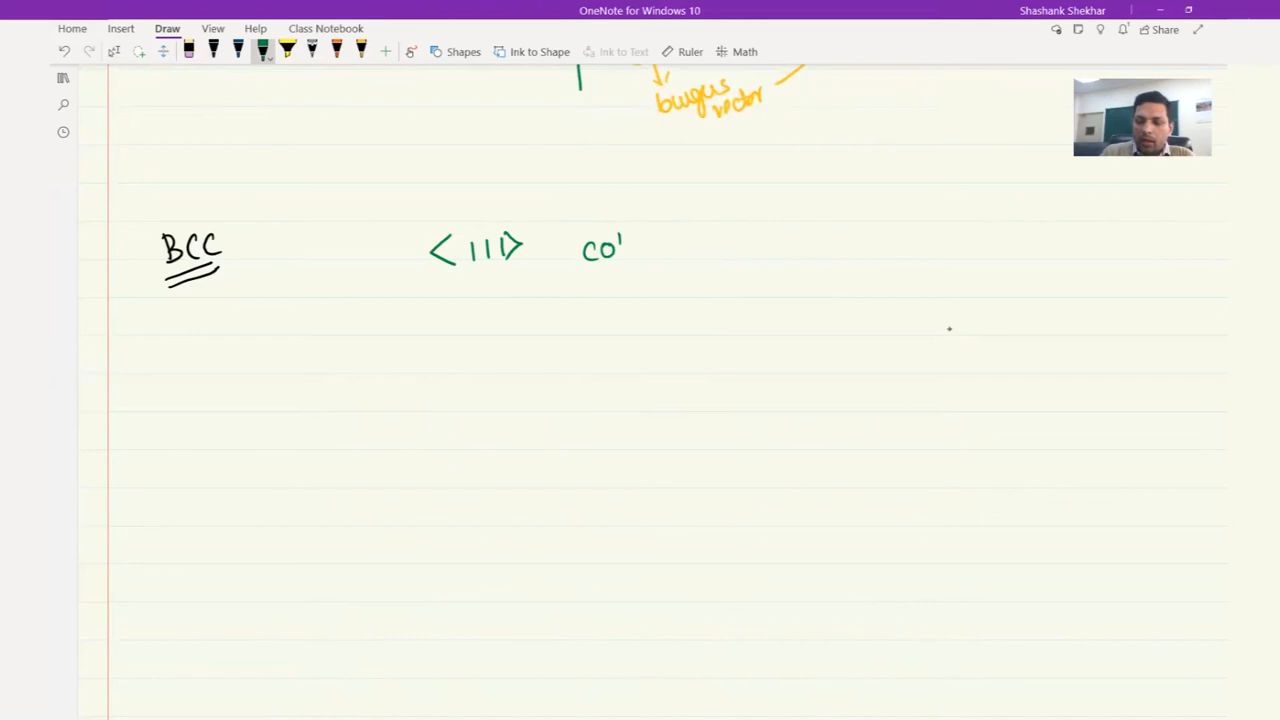 OneNote for Windows 10
Shashank Shekhar
Home Insert Draw View Help Class Notebook
Share
Shapes Ink to Shape Ink to Text Ruler Math
burgus
vector
BCC <111> co'